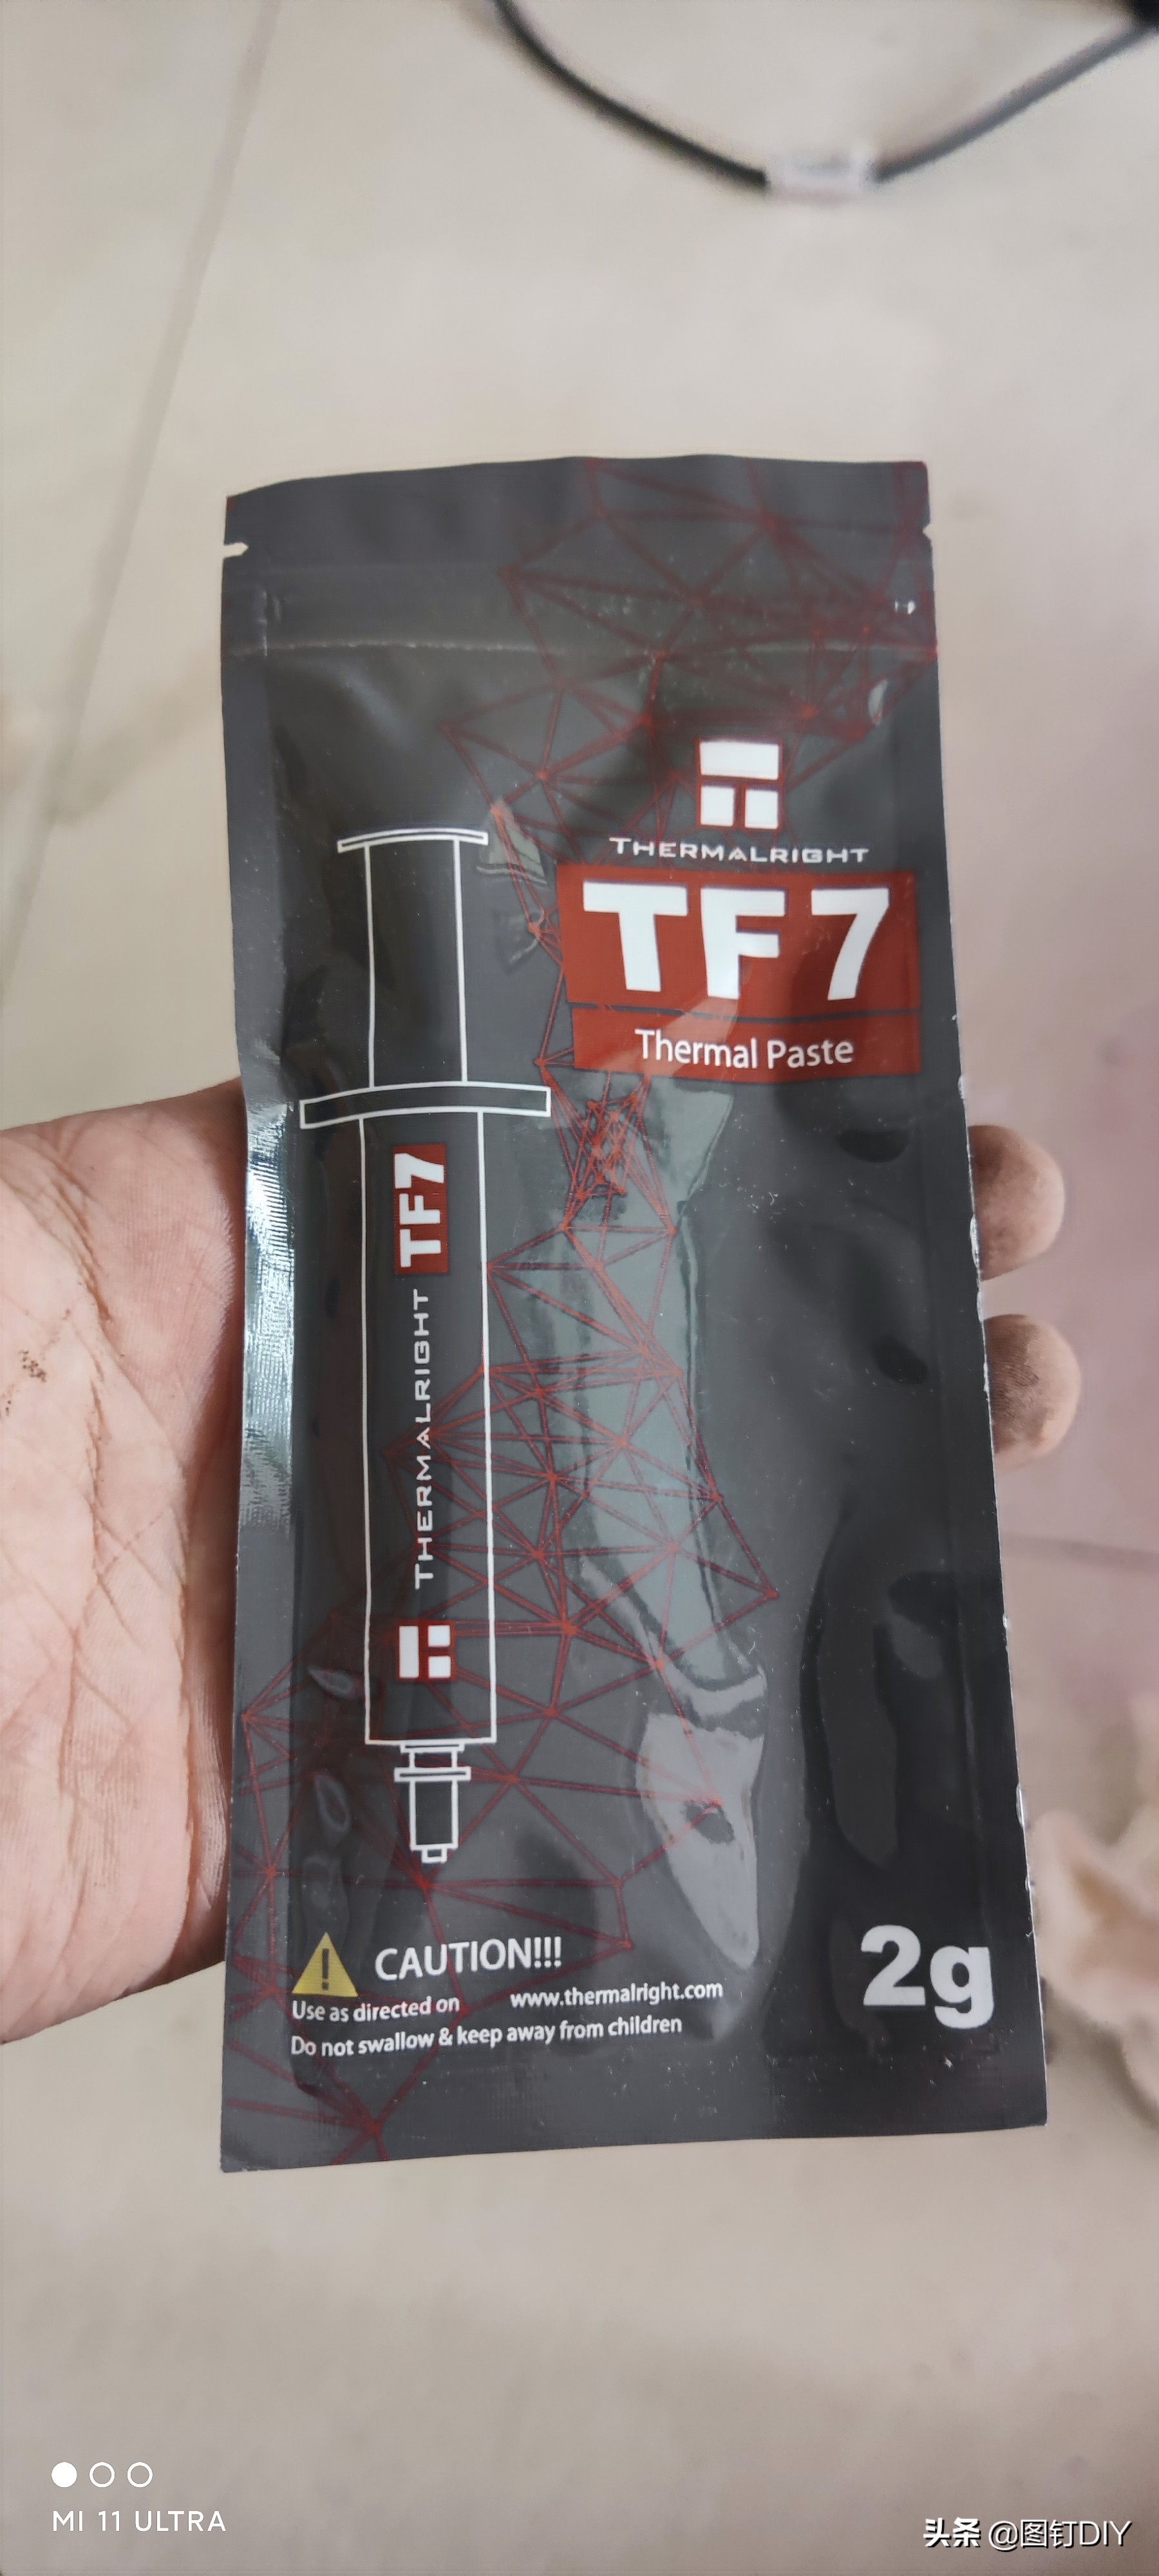 THERMALRIGHT
TF7
Thermal Paste
TF7
THERMALRIGHT
CAUTION!!!
Use as directed on www.thermalright.com
Do not swallow & keep away from children
2g
MI 11 ULTRA
头条 @图钉DIY